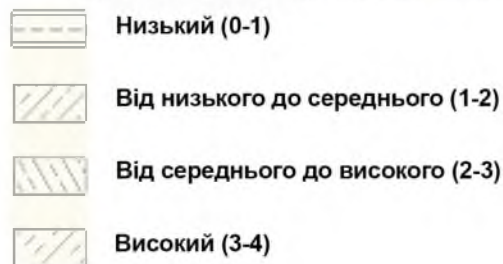 Низький (0-1)
Від низького до середнього (1-2)
Від середнього до високого (2-3)
Високий (3-4)